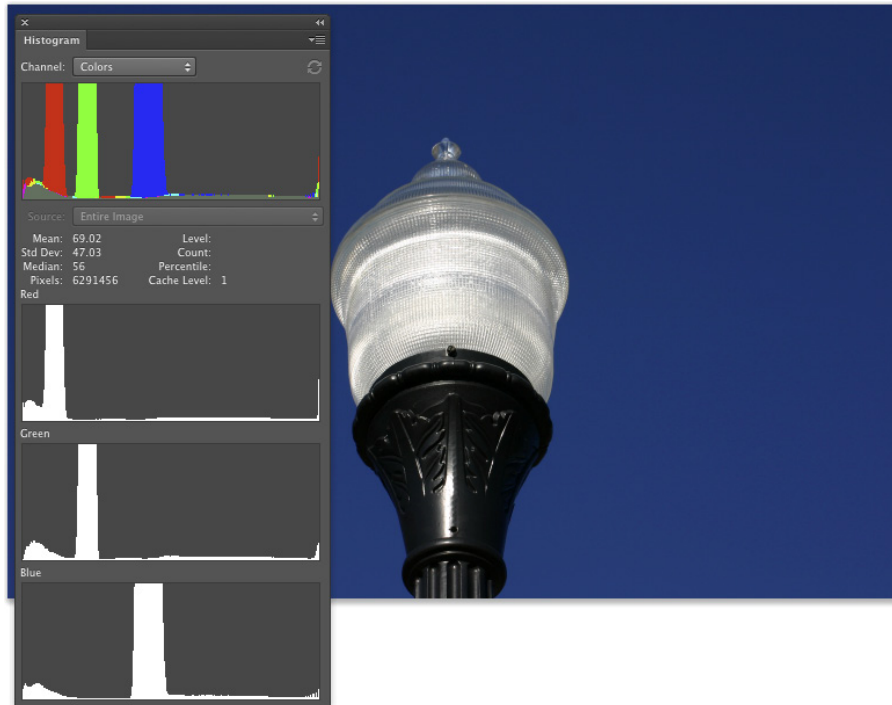 Histogram
Channel: Colors
Source: Entire Image
Mean: 69.02 Level:
Std Dev: 47.03 Count:
Median: 56 Percentile:
Pixels: 6291456 Cache Level: 1
Red
Green
Blue